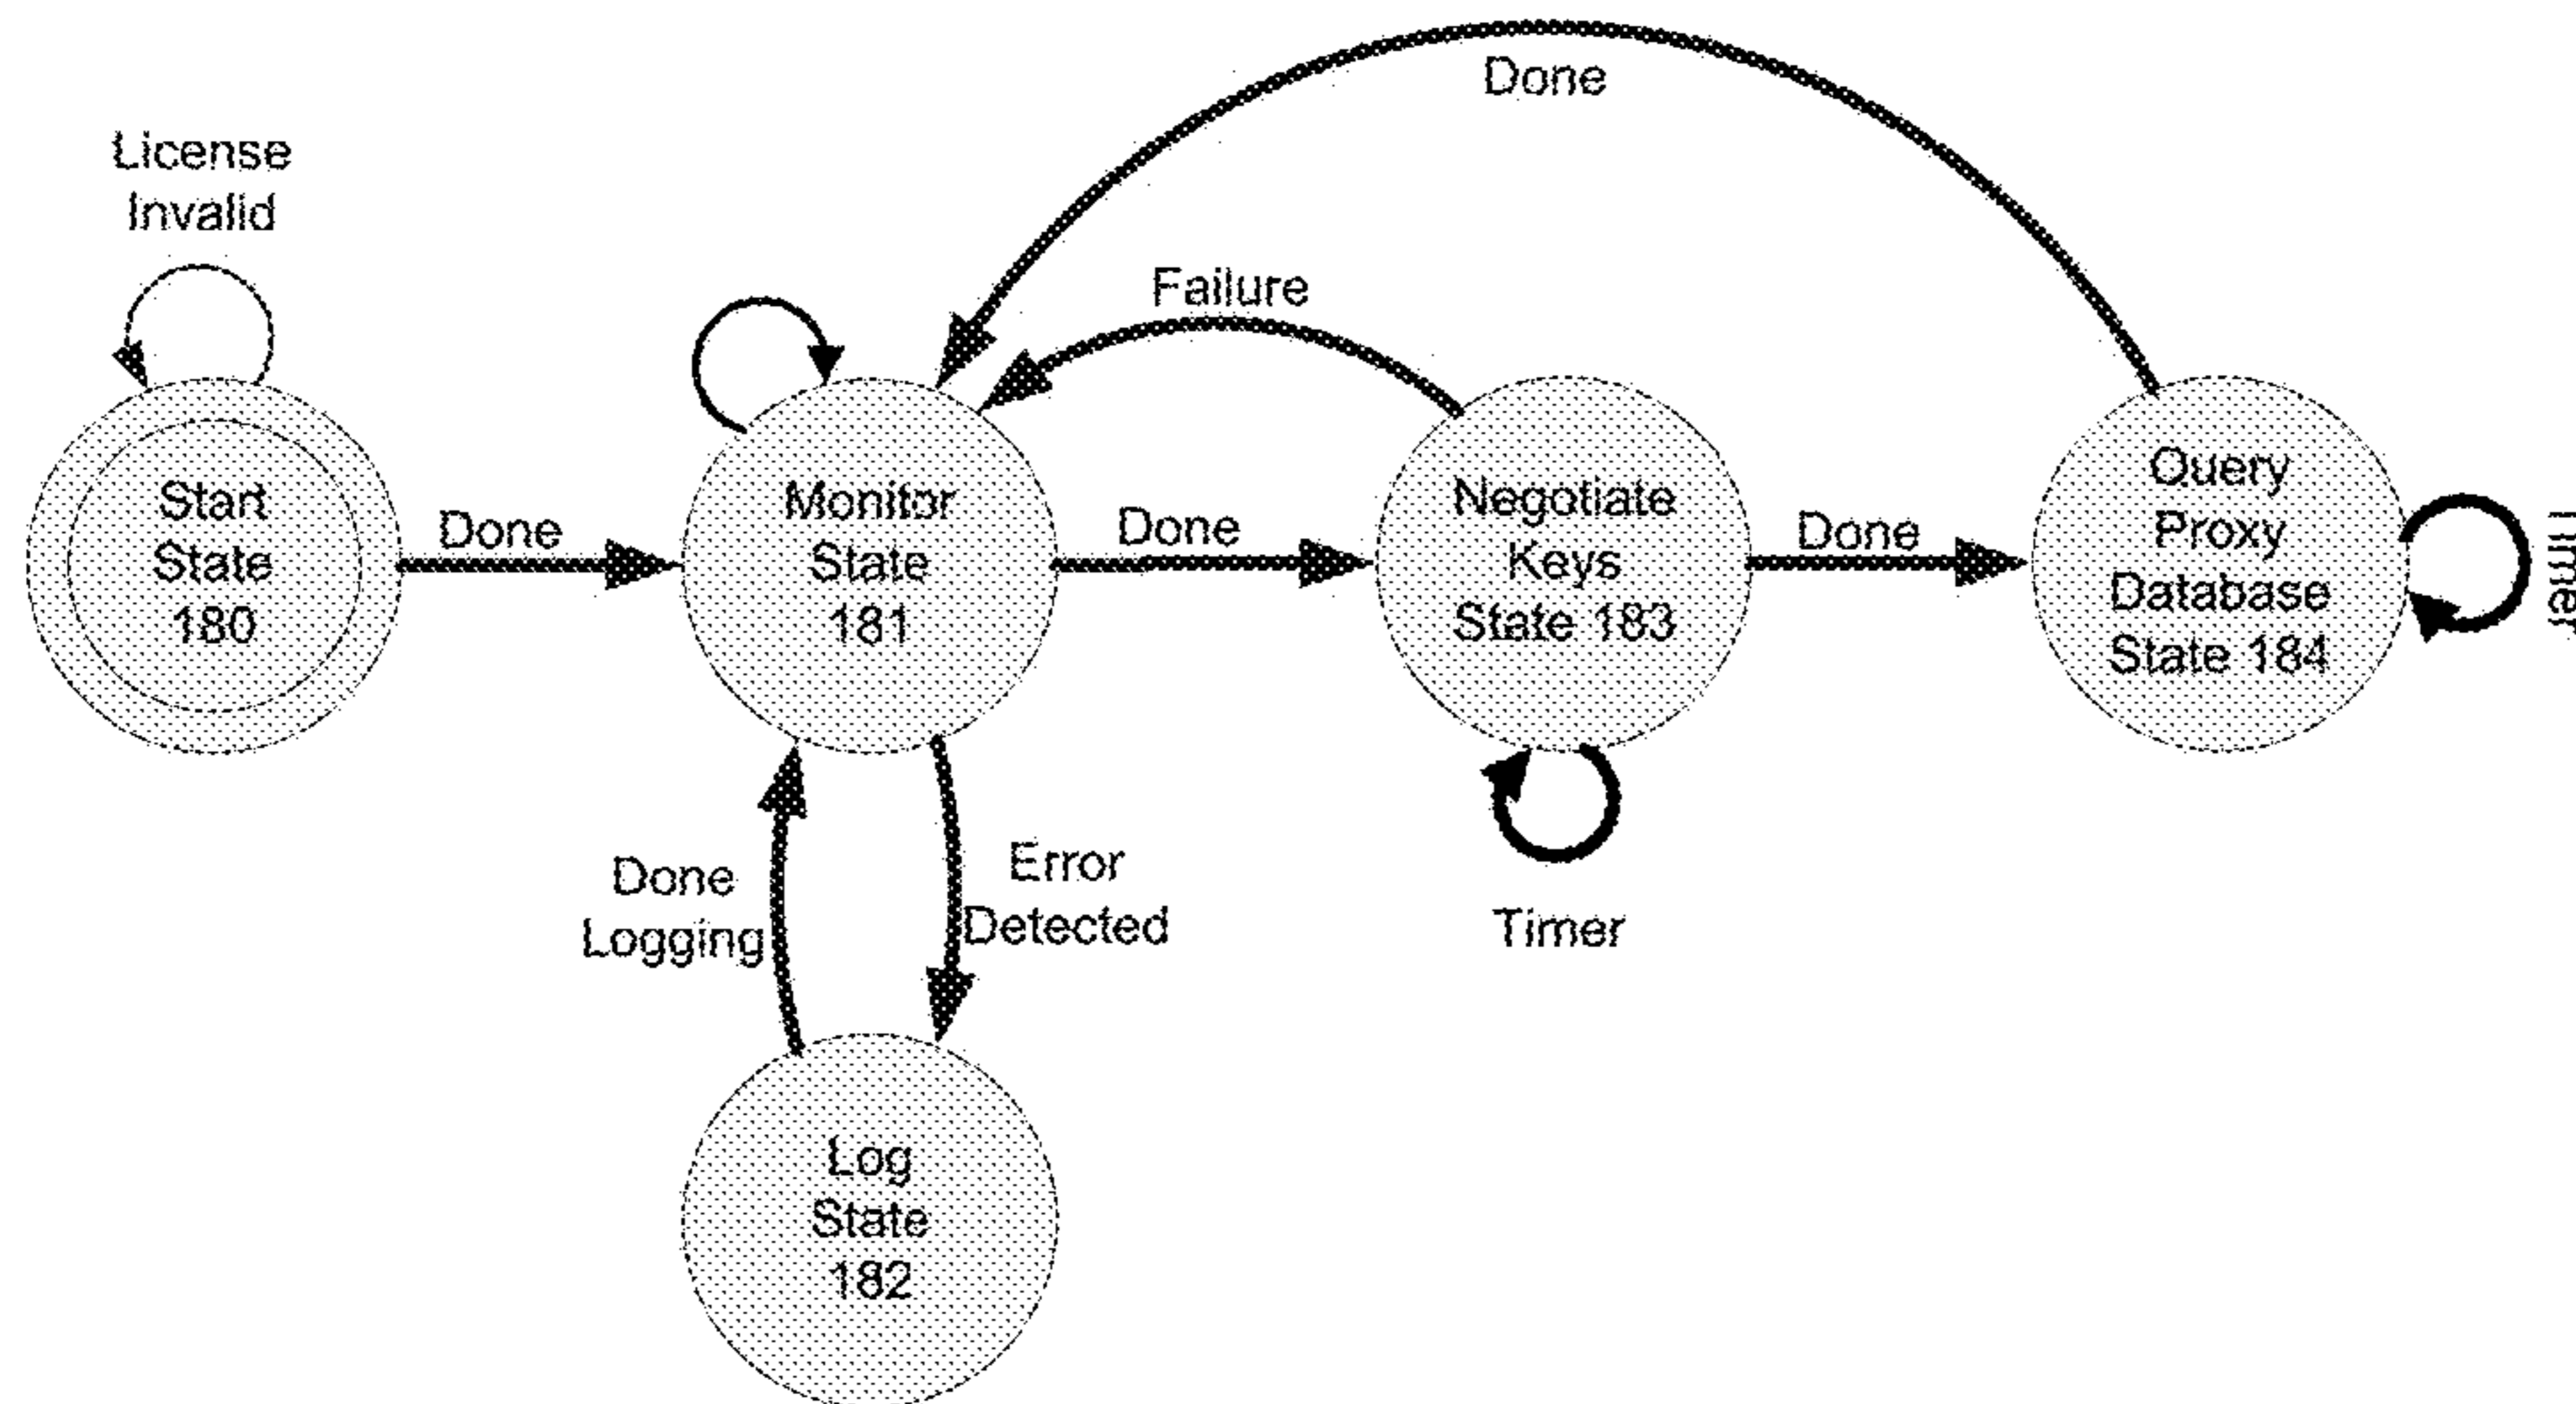 Done
License
Invalid
Failure
Start
State
180
Done
Monitor
State
181
Done
Negotiate
Keys
State 183
Done
Query
Proxy
Database
State 184
Timer
Done
Logging
Error
Detected
Timer
Log
State
182